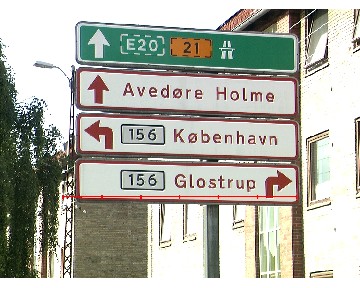 E20 21
Avedøre Holme
156 København
156 Glostrup